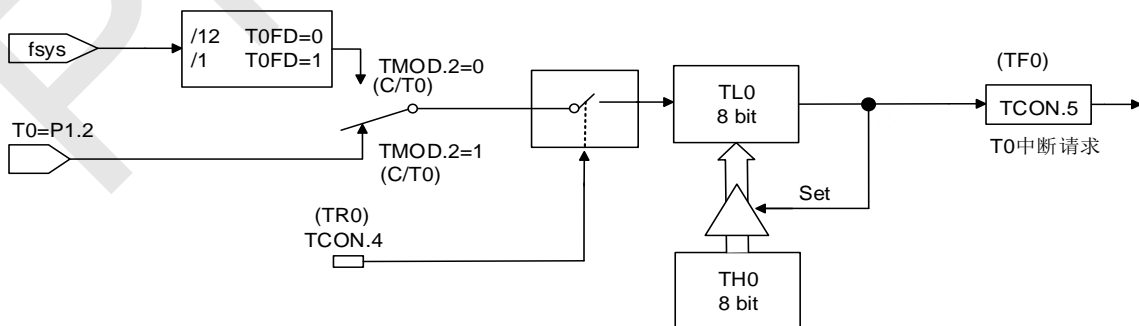 fsys
/12 T0FD=0
/1 T0FD=1
TMOD.2=0
(C/T0)
T0=P1.2
TMOD.2=1
(C/T0)
(TR0)
TCON.4
TL0
8 bit
Set
TH0
8 bit
(TF0)
TCON.5
T0中断请求